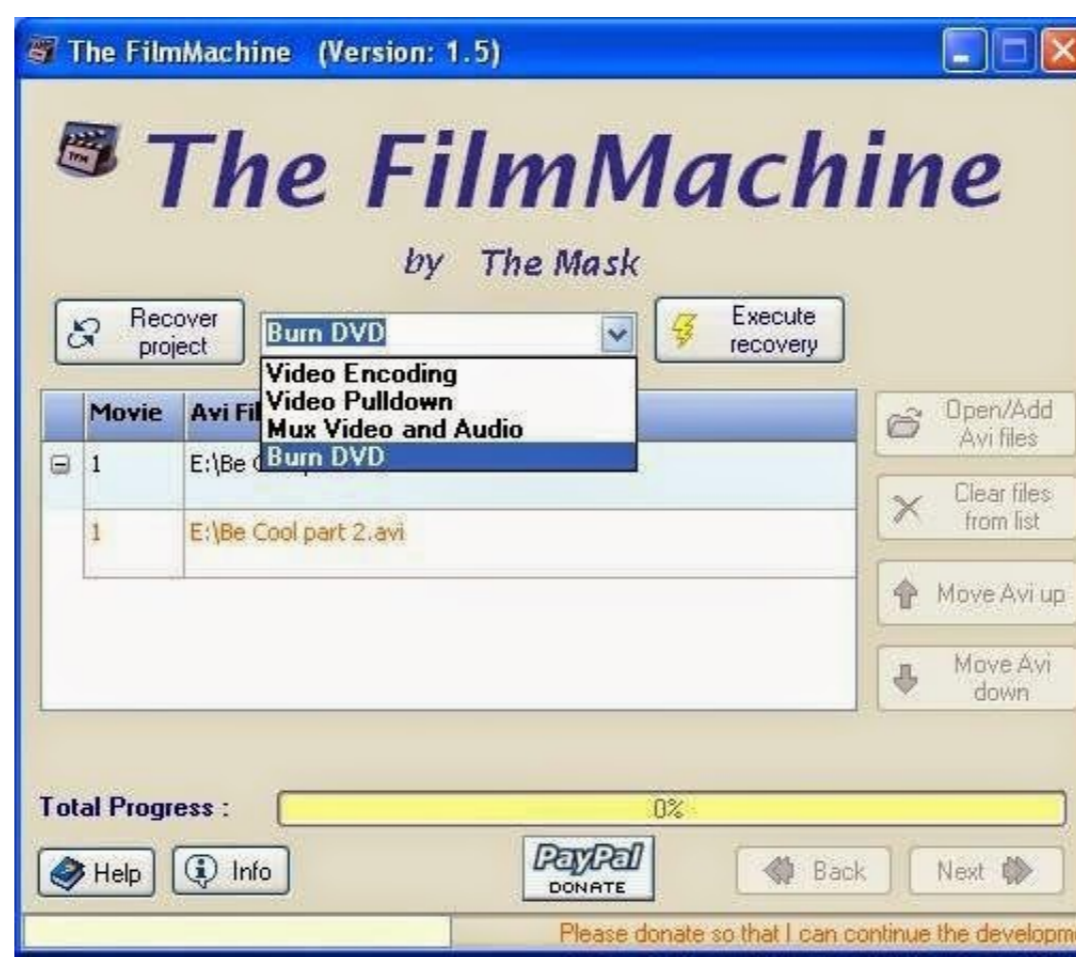 The FilmMachine (Version: 1.5)
The FilmMachine
by The Mask
Recover
project
Burn DVD
Execute
recovery
Video Encoding
Video Pulldown
Mux Video and Audio
Burn DVD
Movie Avi Fil
1 E:\Be
1 E:\Be Cool part 2.avi
Open/Add
Avi files
Clear files
from list
Move Avi up
Move Avi
down
Total Progress : 0%
Help Info
PayPal
DONATE
Back Next
Please donate so that I can continue the developm